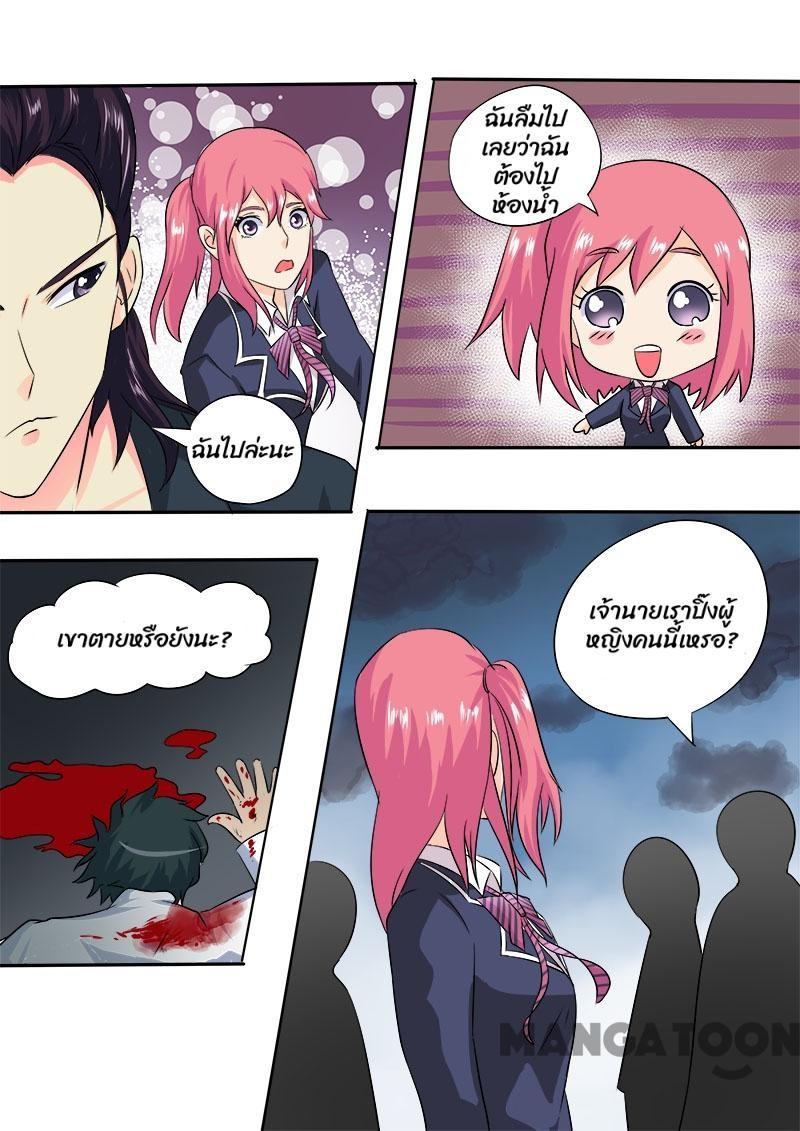 ฉันไปล่ะนะ
ฉันลืมไป
เลยว่าฉัน
ต้องไป
ห้องน้ำ
เขาตายหรือยังนะ?
เจ้านายเราปิ๊งผู้
หญิงคนนี้เหรอ?
MANGATOON